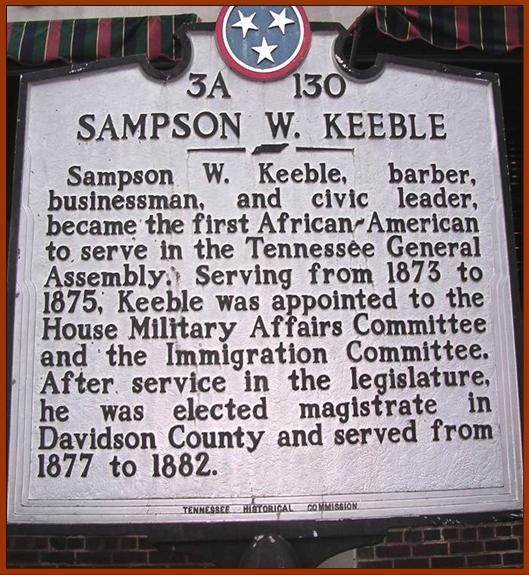 3A 130
SAMPSON W. KEEBLE
Sampson W. Keeble, barber,
businessman, and civic leader,
became the first African-American
to serve in the Tennessee General
Assembly. Serving from 1873 to
1875, Keeble was appointed to the
House Military Affairs Committee
and the Immigration Committee.
After service in the legislature,
he was elected magistrate in
Davidson County and served from
1877 to 1882.
TENNESSEE HISTORICAL COMMISSION